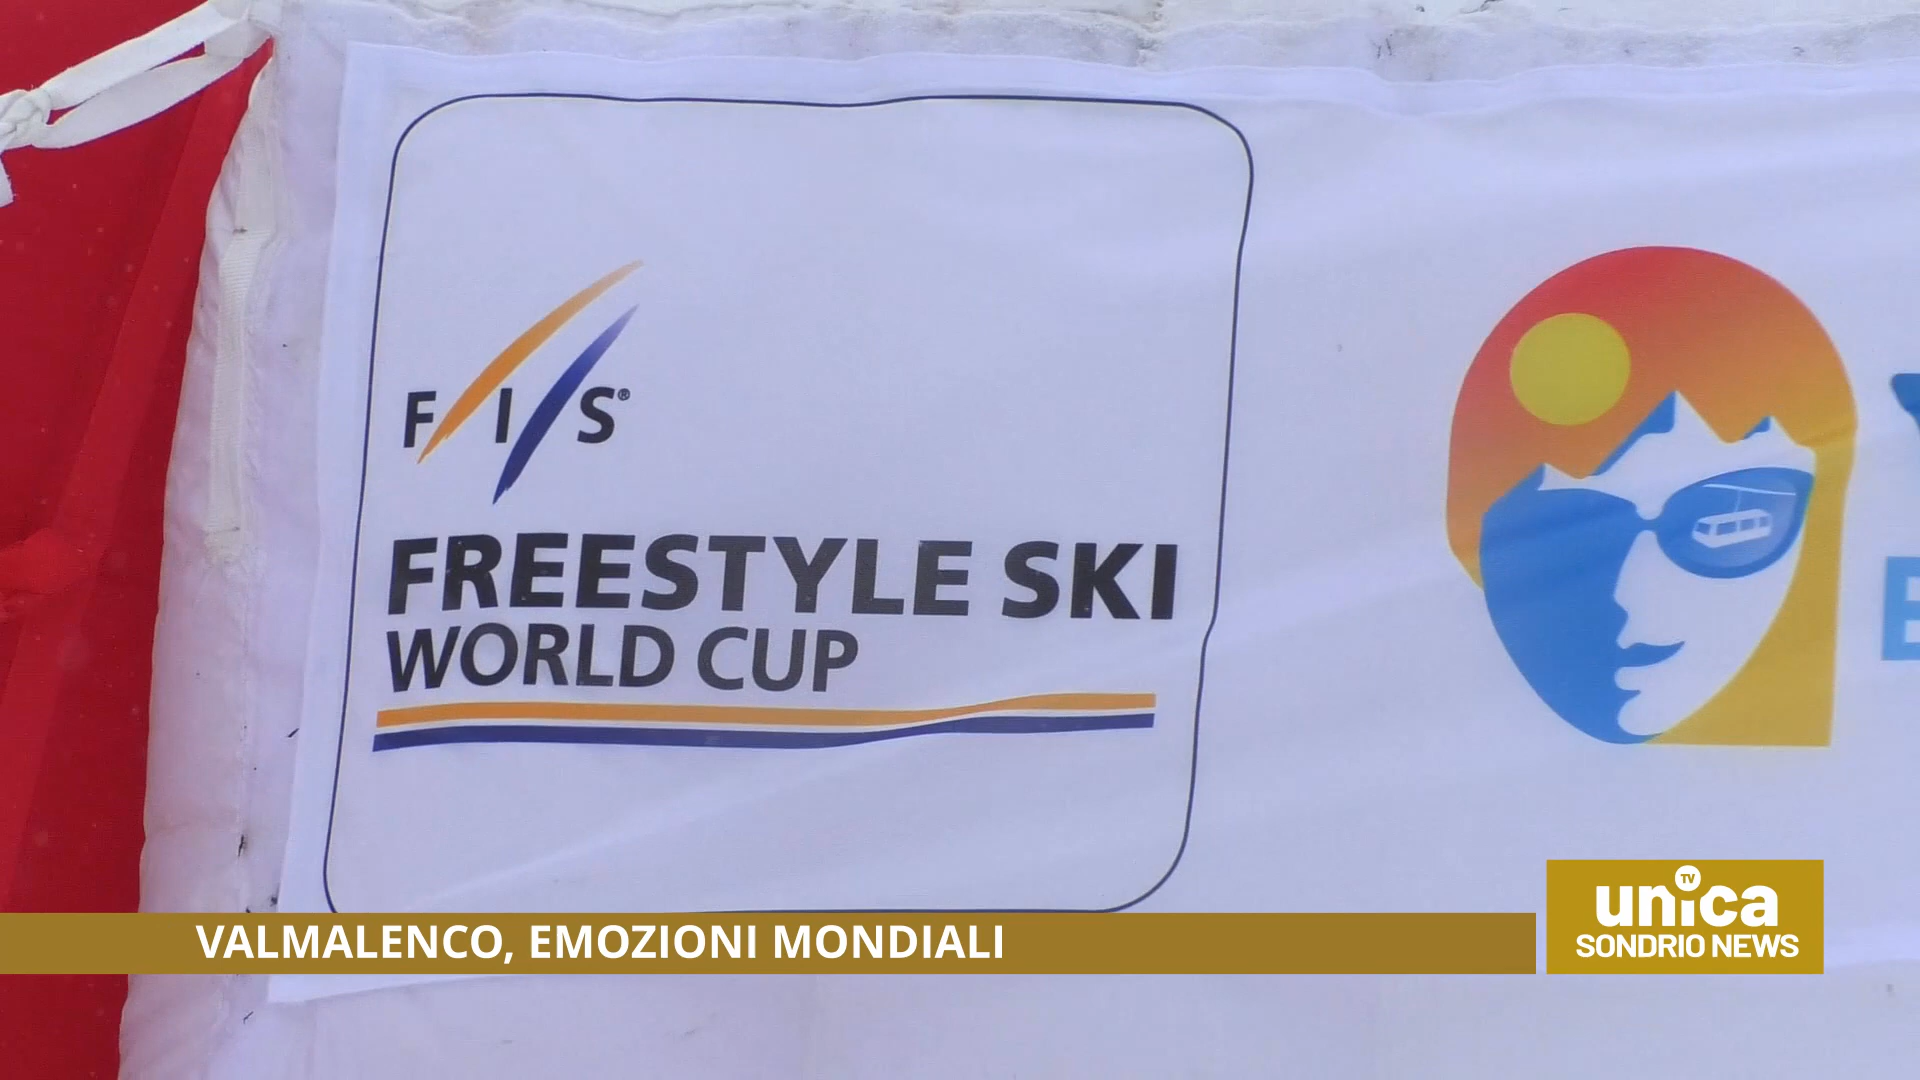 FIS®
FREESTYLE SKI
WORLD CUP
VALMALENCO, EMOZIONI MONDIALI
unica
TV
SONDRIO NEWS